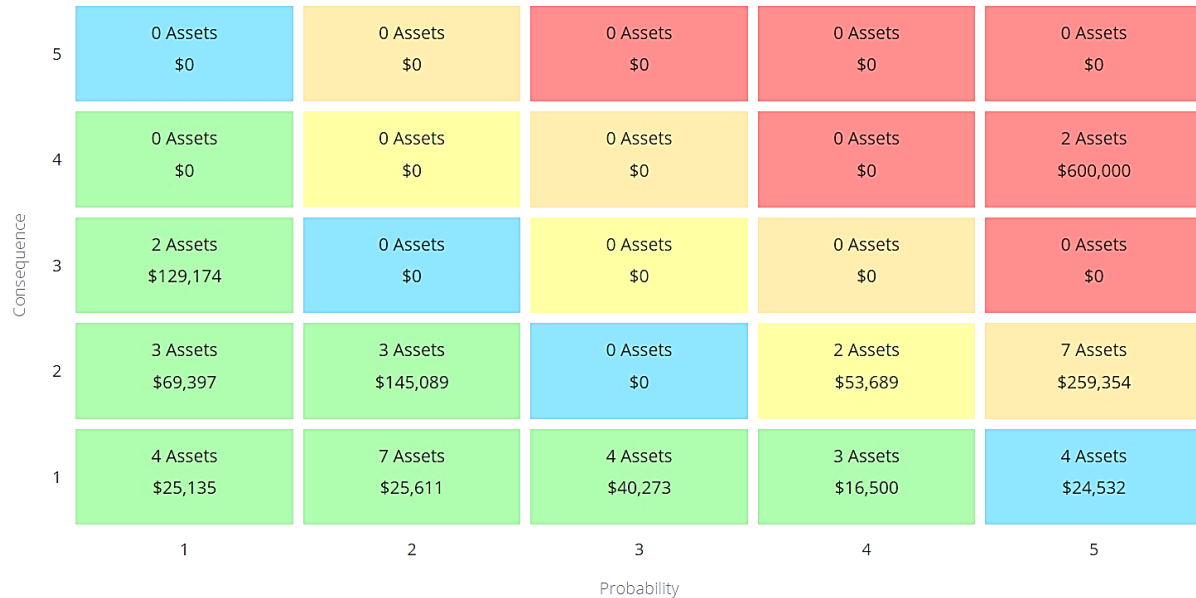 0 Assets
$0
0 Assets
$0
0 Assets
$0
0 Assets
$0
0 Assets
$0
5
0 Assets
$0
0 Assets
$0
0 Assets
$0
0 Assets
$0
2 Assets
$600,000
4
2 Assets
$129,174
0 Assets
$0
0 Assets
$0
0 Assets
$0
0 Assets
$0
3
Consequence
3 Assets
$69,397
3 Assets
$145,089
0 Assets
$0
2 Assets
$53,689
7 Assets
$259,354
2
4 Assets
$25,135
7 Assets
$25,611
4 Assets
$40,273
3 Assets
$16,500
4 Assets
$24,532
1
1
2
3
4
5
Probability